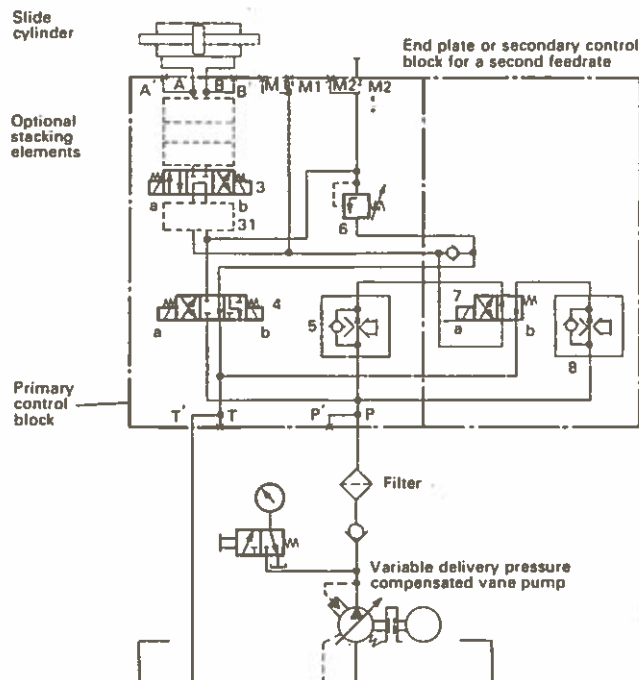 Slide
cylinder
End plate or secondary control
block for a second feedrate
A' A B B' M M1 M2 M2
Optional
stacking
elements
3
a b
31
6
4
a b
5
7
a b
8
Primary
control
block
T' T P' P
Filter
Variable delivery pressure
compensated vane pump